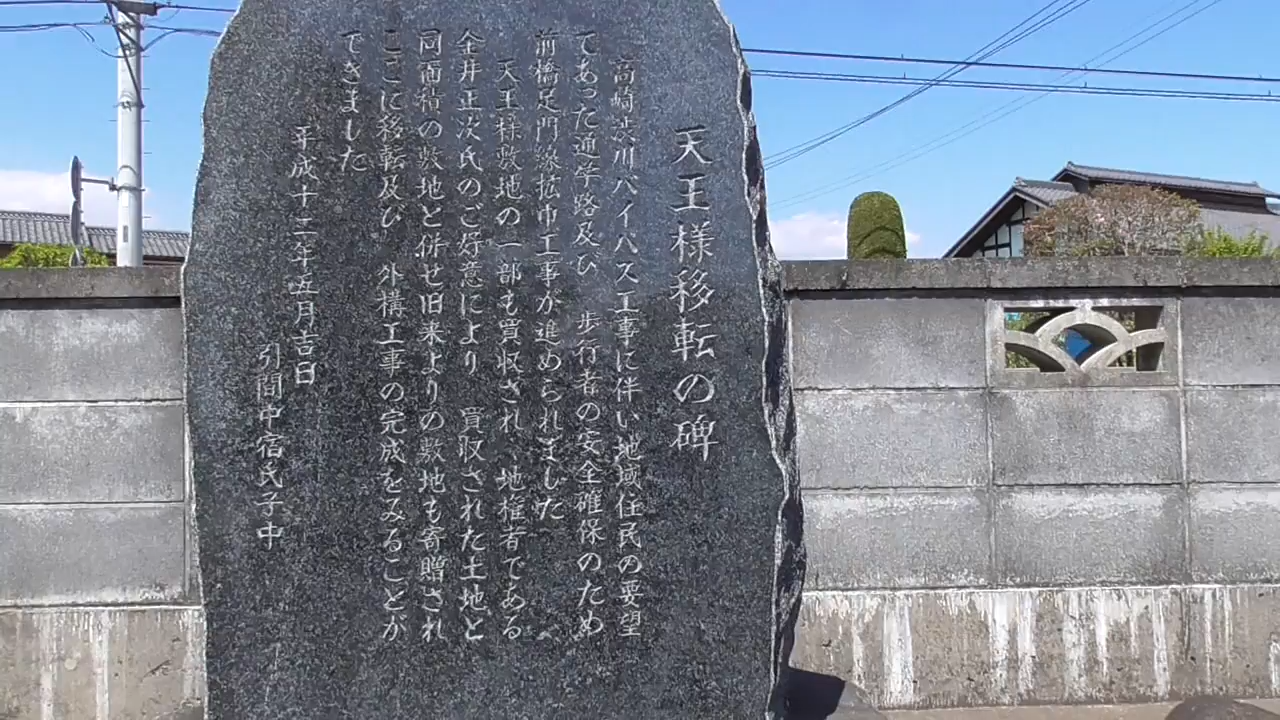 天王様移転の碑
高崎渋川バイパス工事に伴い地域住民の要望
であった通学路及び 歩行者の安全確保のため
前橋足門線拡巾工事が進められました
天王様敷地の一部も買収され、地権者である
金井正次氏のご好意により 買収された土地と
同面積の敷地と併せ旧来よりの敷地も寄贈され
ここに移転及び 外構工事の完成をみることが
できました
平成十二年五月吉日
引間中宿氏子中